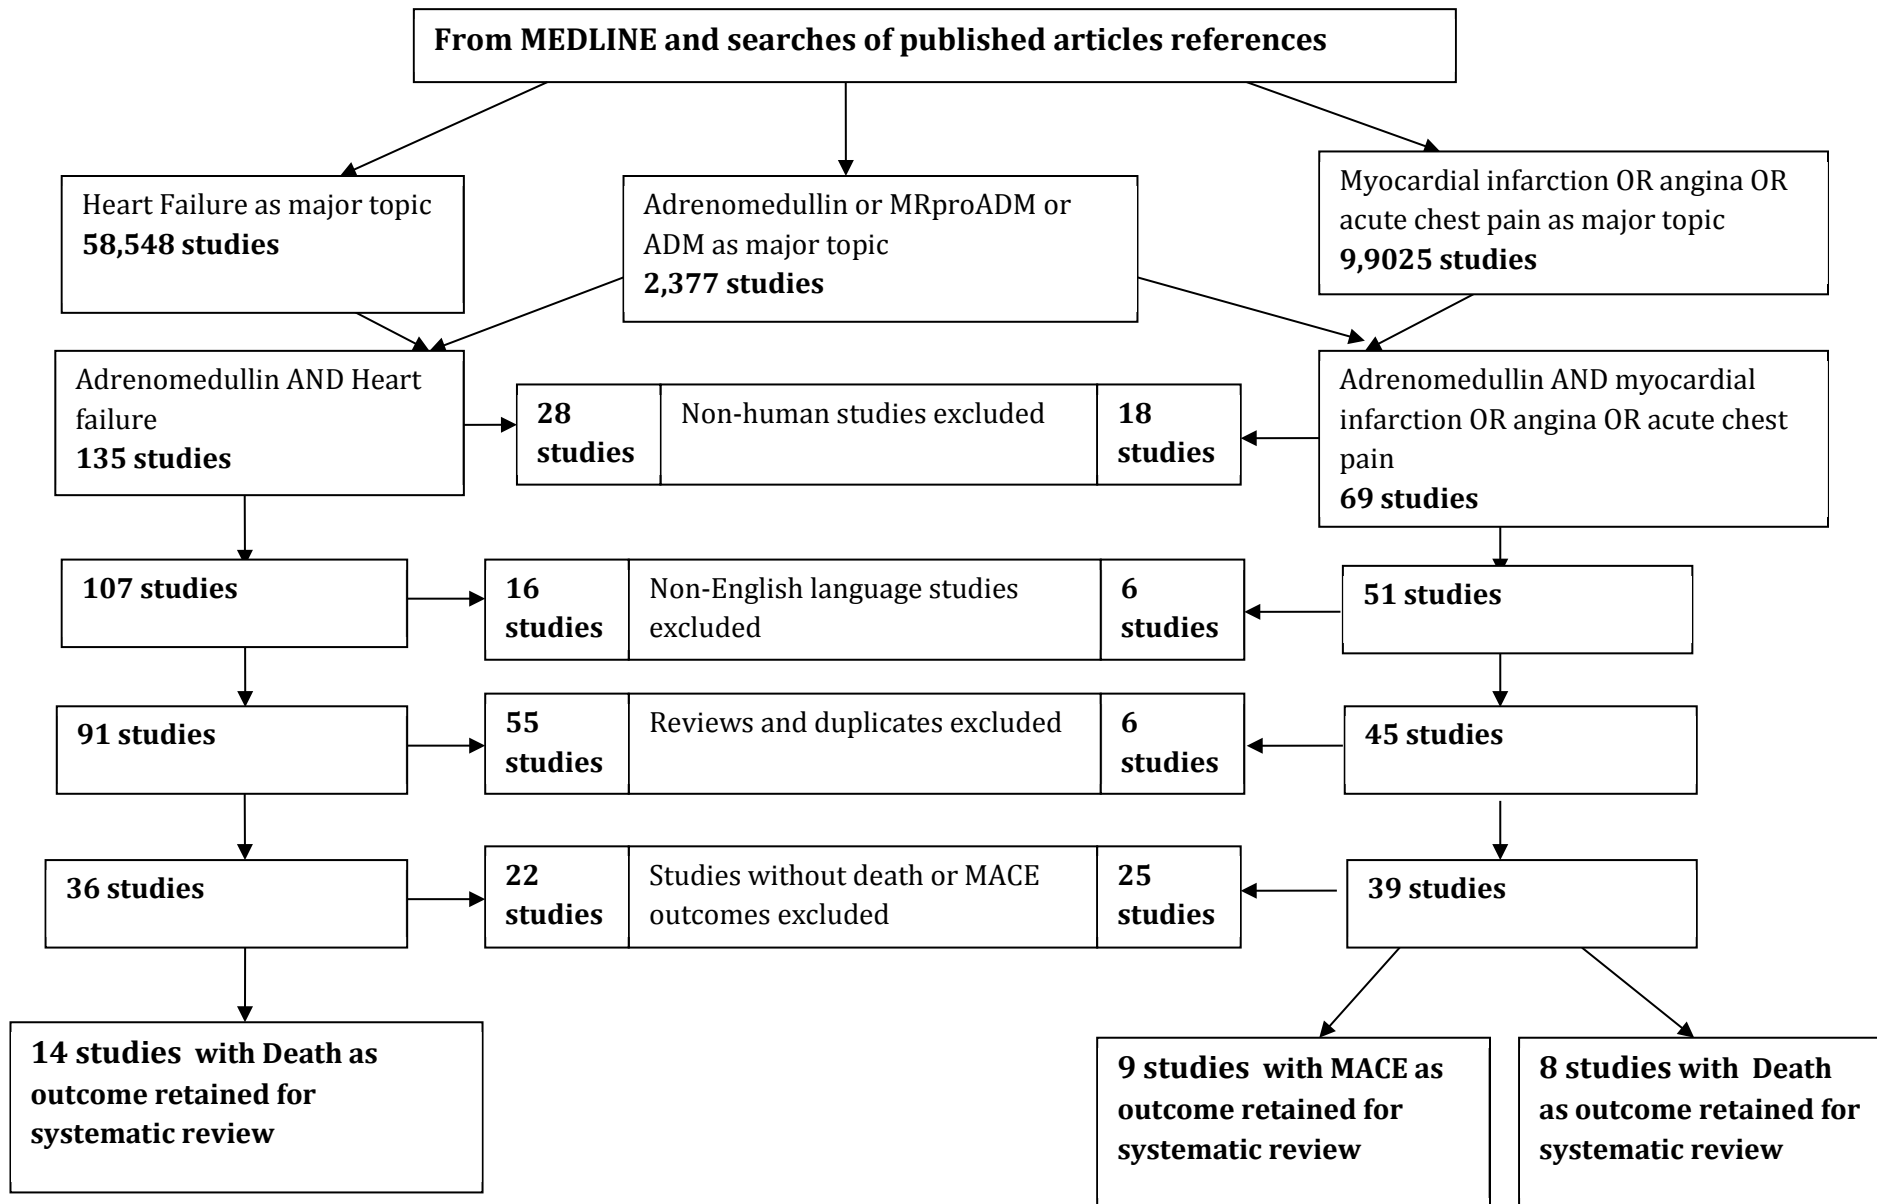 From MEDLINE and searches of published articles references
Heart Failure as major topic
58,548 studies
Adrenomedullin or MRproADM or
ADM as major topic
2,377 studies
Myocardial infarction OR angina OR
acute chest pain as major topic
9,9025 studies
Adrenomedullin AND Heart
failure
135 studies
28
studies
Non-human studies excluded
18
studies
Adrenomedullin AND myocardial
infarction OR angina OR acute chest
pain
69 studies
107 studies
16
studies
Non-English language studies
excluded
6
studies
51 studies
91 studies
55
studies
Reviews and duplicates excluded
6
studies
45 studies
36 studies
22
studies
Studies without death or MACE
outcomes excluded
25
studies
39 studies
14 studies with Death as
outcome retained for
systematic review
9 studies with MACE as
outcome retained for
systematic review
8 studies with Death
as outcome retained for
systematic review